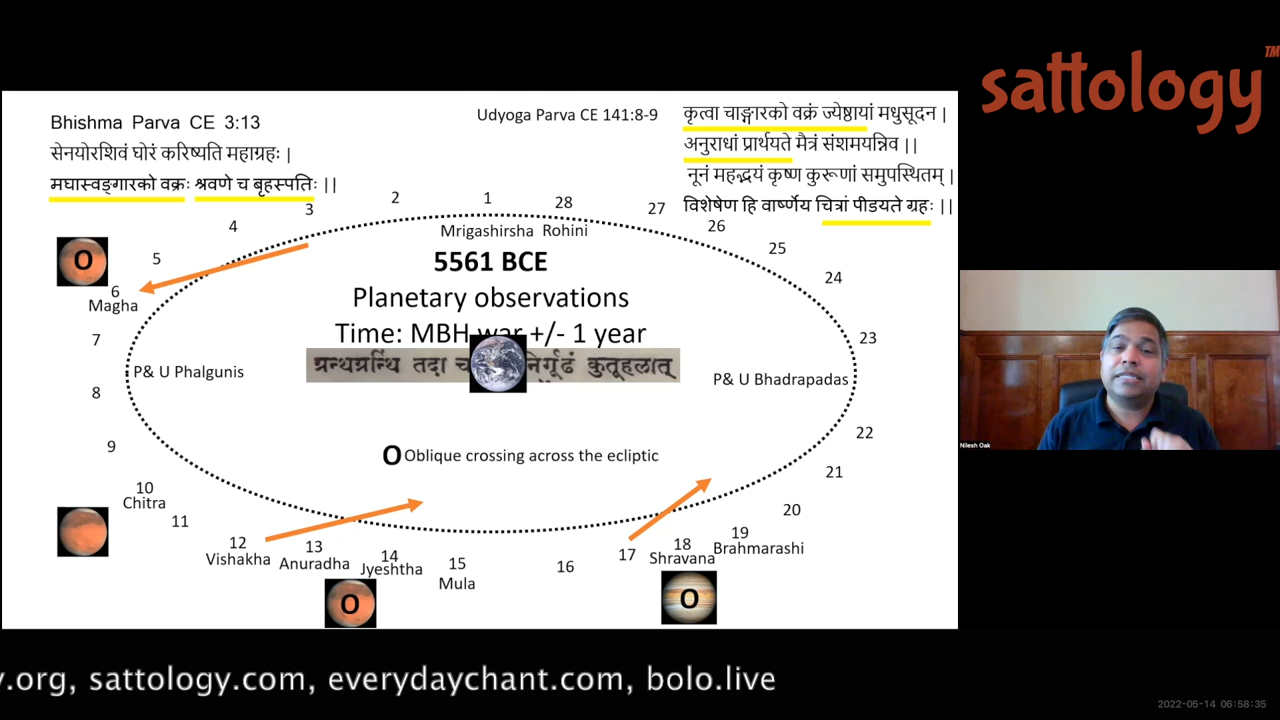 sattology™
Bhishma Parva CE 3:13
सेनयोरशिवं घोरं करिष्यति महाग्रहः |
मघास्वङ्गारको वक्रः श्रवणे च बृहस्पतिः ||
Udyoga Parva CE 141:8-9
कृत्वा चाङ्गारको वक्रं ज्येष्ठायां मधुसूदन |
अनुराधां प्रार्थयते मैत्रं संशमयन्निव ||
नूनं महद्भयं कृष्ण कुरूणां समुपस्थितम् |
विशेषेण हि वार्ष्णेय चित्रां पीडयते ग्रहः ||
1
2
3
4
5
6
Magha
7
8
9
10
Chitra
11
12
Vishakha
13
Anuradha
14
Jyeshtha
15
Mula
16
17
18
Shravana
19
Brahmarashi
20
21
22
23
24
25
26
27
28
Mrigashirsha Rohini
5561 BCE
Planetary observations
Time: MBH war +/- 1 year
ग्रन्थग्रन्थिं तदा च निर्गूढं कुतूहलात्
P& U Phalgunis
P& U Bhadrapadas
O Oblique crossing across the ecliptic
O
O
O
Nilesh Oak
y.org, sattology.com, everydaychant.com, bolo.live
2022-05-14 06:58:35